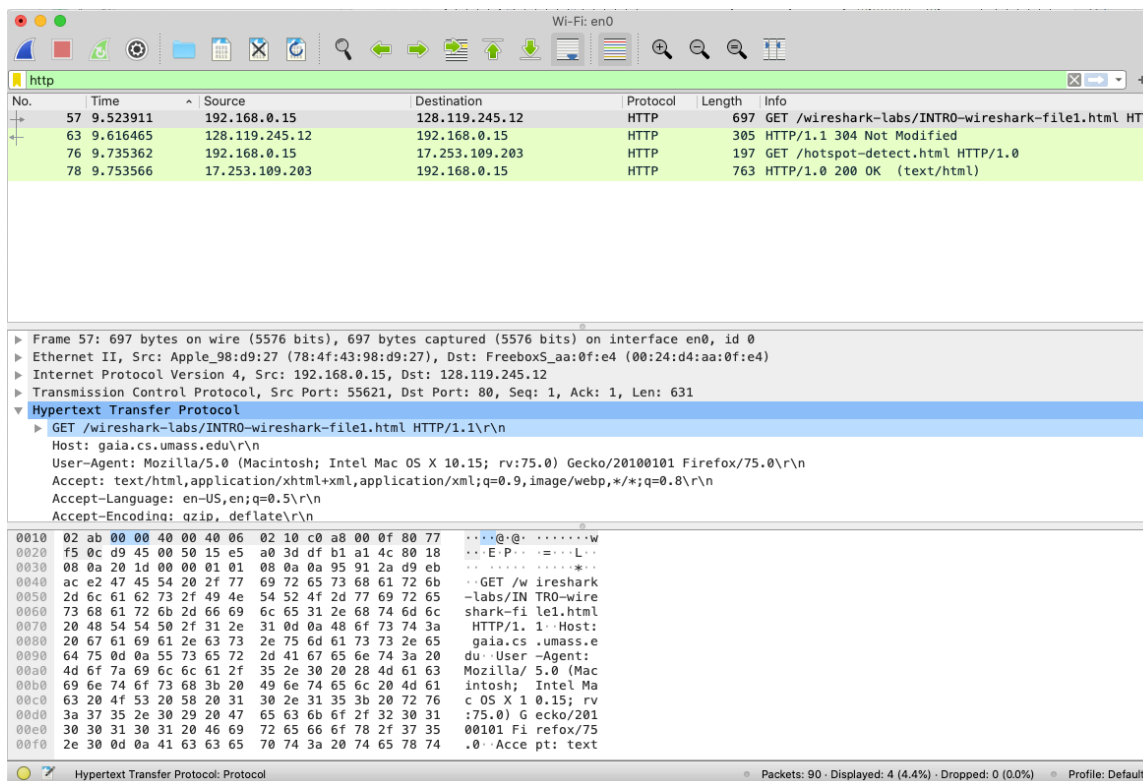 Wi-Fi: en0
http
No. Time Source Destination Protocol Length Info
57 9.523911 192.168.0.15 128.119.245.12 HTTP 697 GET /wireshark-labs/INTRO-wireshark-file1.html HT
63 9.616465 128.119.245.12 192.168.0.15 HTTP 305 HTTP/1.1 304 Not Modified
76 9.735362 192.168.0.15 17.253.109.203 HTTP 197 GET /hotspot-detect.html HTTP/1.0
78 9.753566 17.253.109.203 192.168.0.15 HTTP 763 HTTP/1.0 200 OK (text/html)
Frame 57: 697 bytes on wire (5576 bits), 697 bytes captured (5576 bits) on interface en0, id 0
Ethernet II, Src: Apple_98:d9:27 (78:4f:43:98:d9:27), Dst: FreeboxS_aa:0f:e4 (00:24:d4:aa:0f:e4)
Internet Protocol Version 4, Src: 192.168.0.15, Dst: 128.119.245.12
Transmission Control Protocol, Src Port: 55621, Dst Port: 80, Seq: 1, Ack: 1, Len: 631
Hypertext Transfer Protocol
GET /wireshark-labs/INTRO-wireshark-file1.html HTTP/1.1\r\n
Host: gaia.cs.umass.edu\r\n
User-Agent: Mozilla/5.0 (Macintosh; Intel Mac OS X 10.15; rv:75.0) Gecko/20100101 Firefox/75.0\r\n
Accept: text/html,application/xhtml+xml,application/xml;q=0.9,image/webp,*/*;q=0.8\r\n
Accept-Language: en-US,en;q=0.5\r\n
Accept-Encoding: gzip, deflate\r\n
0010 02 ab 00 00 40 00 40 06 02 10 c0 a8 00 0f 80 77 ····@·@· ·······w
0020 f5 0c d9 45 00 50 15 e5 a0 3d df b1 a1 4c 80 18 ···E·P·· ·=···L··
0030 08 0a 20 1d 00 00 01 01 08 0a 0a 95 91 2a d9 eb ·· ····· ·····*··
0040 ac e2 47 45 54 20 2f 77 69 72 65 73 68 61 72 6b ··GET /w ireshark
0050 2d 6c 61 62 73 2f 49 4e 54 52 4f 2d 77 69 72 65 -labs/IN TRO-wire
0060 73 68 61 72 6b 2d 66 69 6c 65 31 2e 68 74 6d 6c shark-fi le1.html
0070 20 48 54 54 50 2f 31 2e 31 0d 0a 48 6f 73 74 3a HTTP/1. 1··Host:
0080 20 67 61 69 61 2e 63 73 2e 75 6d 61 73 73 2e 65 gaia.cs .umass.e
0090 64 75 0d 0a 55 73 65 72 2d 41 67 65 6e 74 3a 20 du··User -Agent:
00a0 4d 6f 7a 69 6c 6c 61 2f 35 2e 30 20 28 4d 61 63 Mozilla/ 5.0 (Mac
00b0 69 6e 74 6f 73 68 3b 20 49 6e 74 65 6c 20 4d 61 intosh; Intel Ma
00c0 63 20 4f 53 20 58 20 31 30 2e 31 35 3b 20 72 76 c OS X 1 0.15; rv
00d0 3a 37 35 2e 30 29 20 47 65 63 6b 6f 2f 32 30 31 :75.0) G ecko/201
00e0 30 30 31 30 31 20 46 69 72 65 66 6f 78 2f 37 35 00101 Fi refox/75
00f0 2e 30 0d 0a 41 63 63 65 70 74 3a 20 74 65 78 74 .0··Acce pt: text
Hypertext Transfer Protocol: Protocol Packets: 90 · Displayed: 4 (4.4%) · Dropped: 0 (0.0%) Profile: Defaul